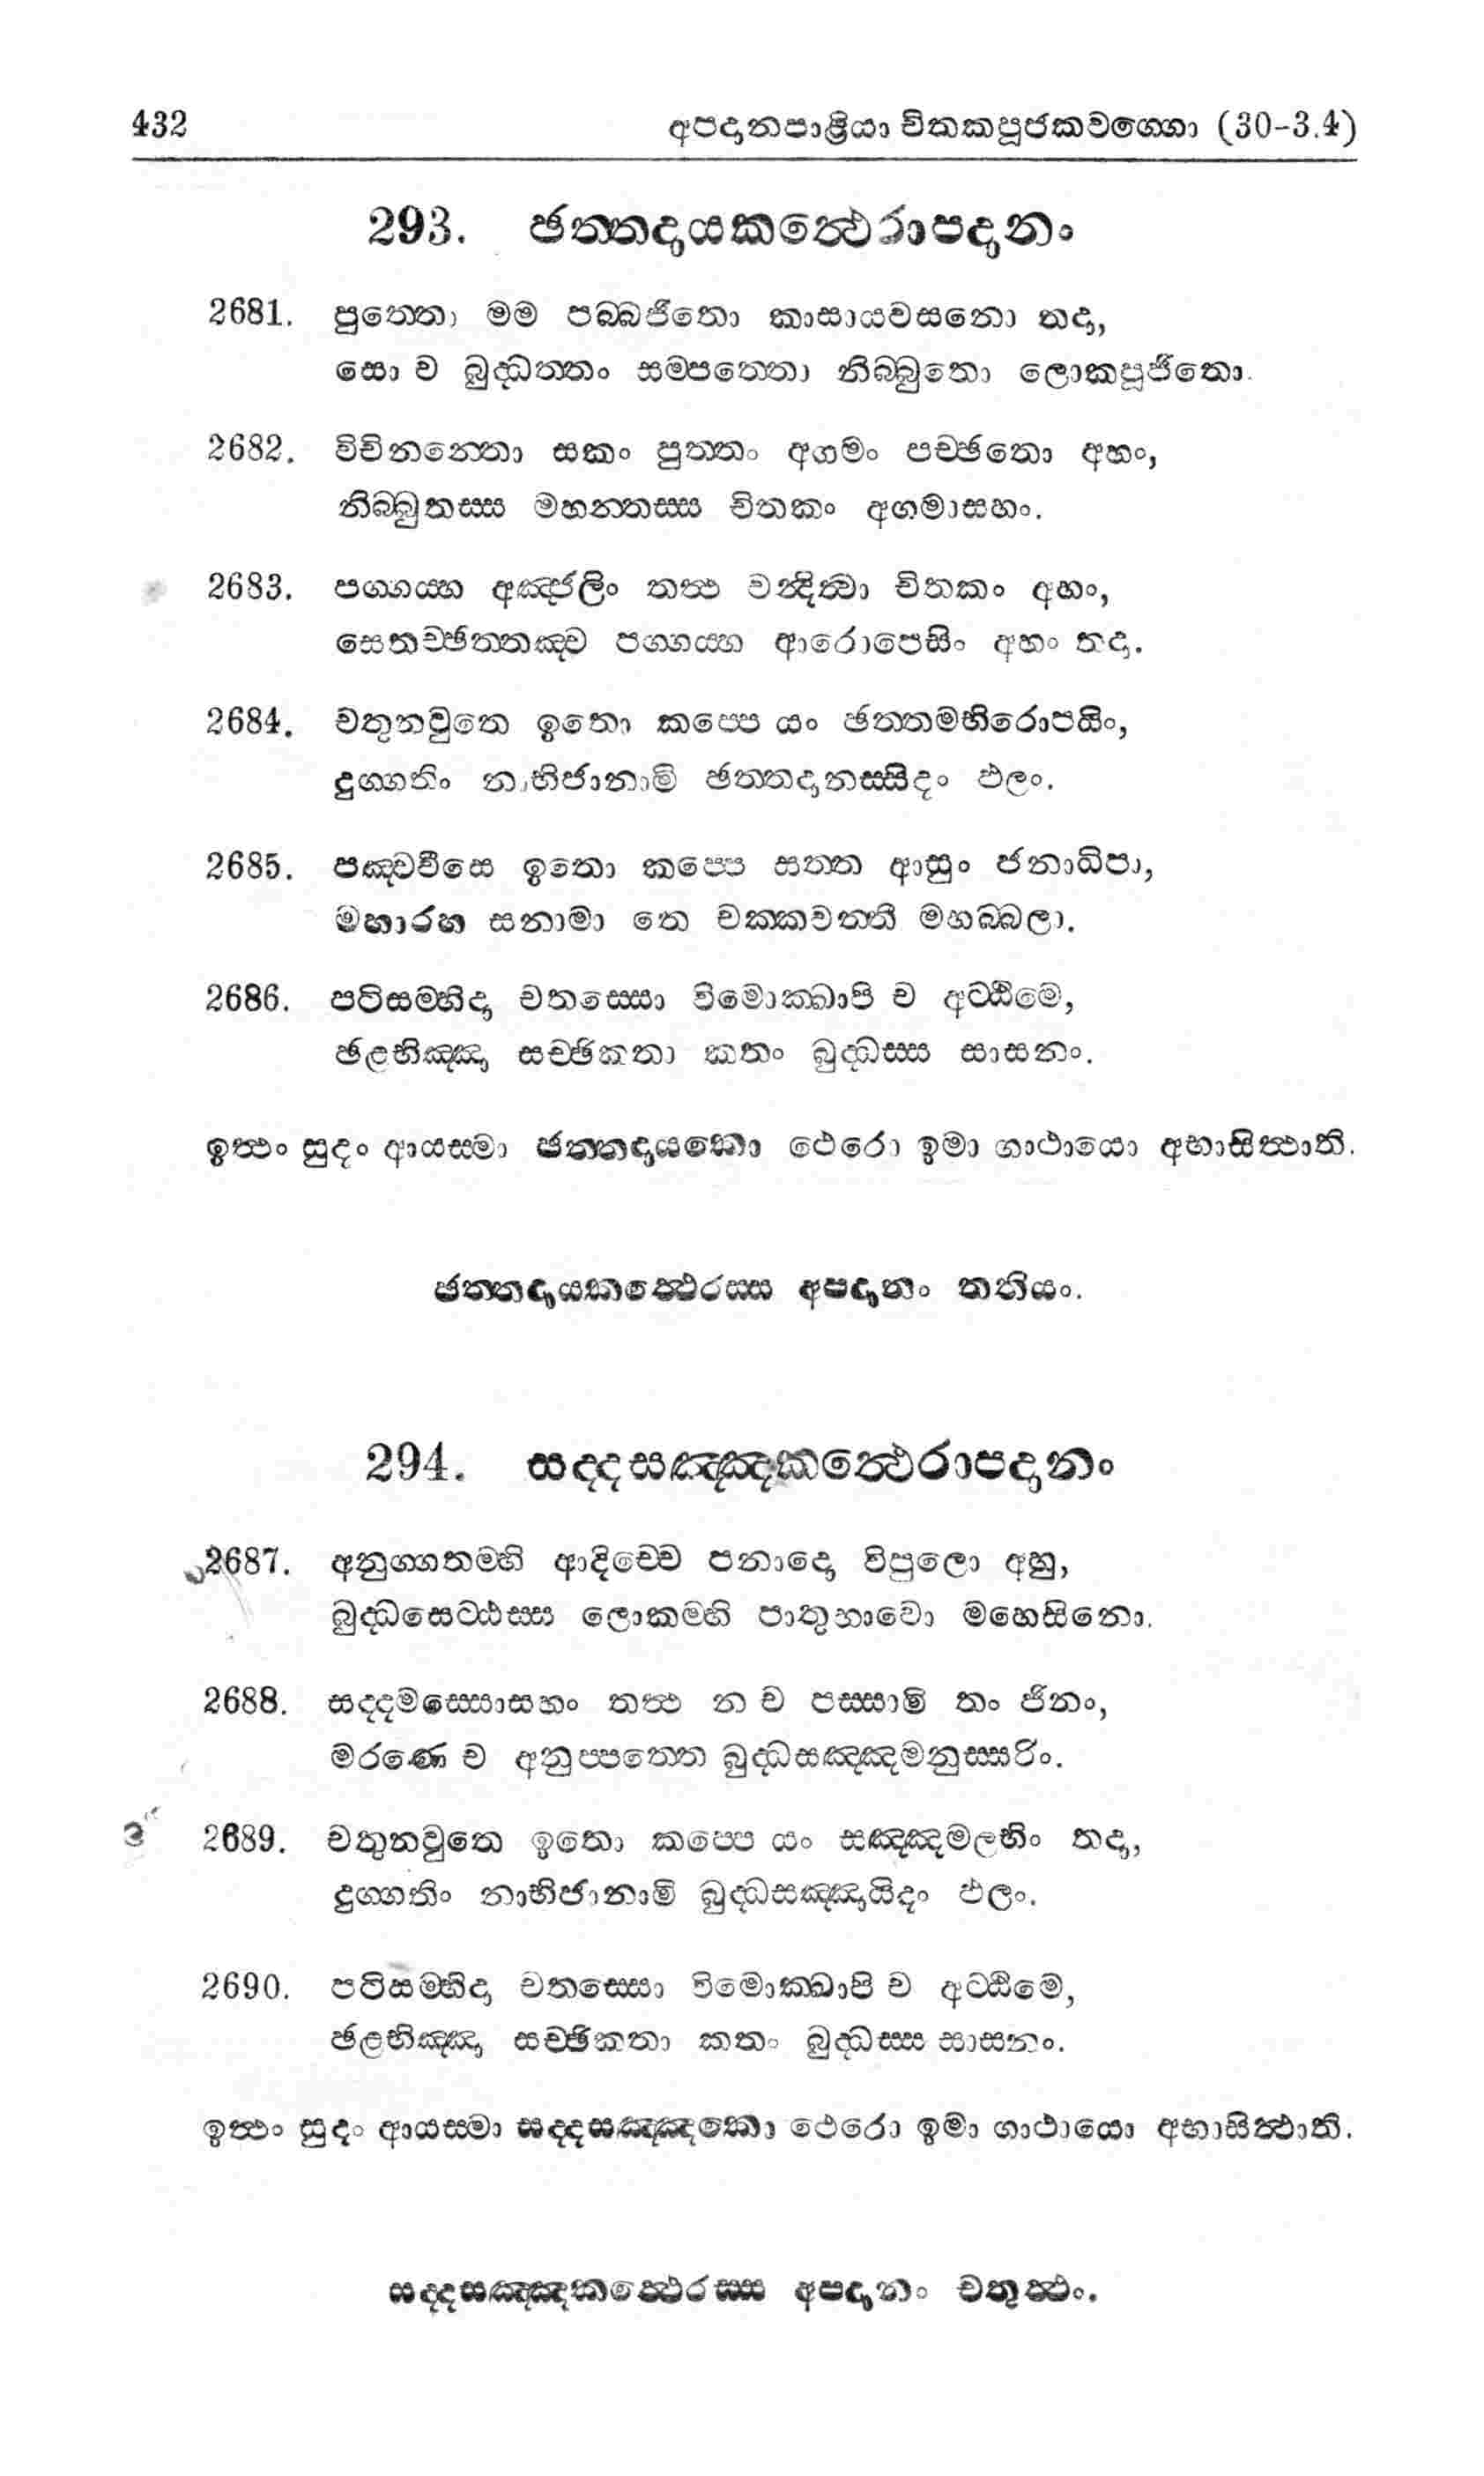 432 අපදානපාළියා චිතකපූජකවග්ගො (30-3.4)
293. ඡත්තදායකත්ථෙරාපදානං
2681. පුත්තො මම පබ්බජිතො කාසායවසනො තදා,
සො ච බුද්ධත්තං සම්පත්තො නිබ්බුතො ලොකපූජිතො.
2682. විචිනන්තො සකං පුත්තං අගමං පච්ඡතො අහං,
නිබ්බුතස්ස මහන්තස්ස චිතකං අගමාසහං.
2683. පග්ගය්හ අඤ්ජලිං තත්ථ වන්දිත්වා චිතකං අහං,
සෙතච්ඡත්තඤ්ච පග්ගය්හ ආරොපෙසිං අහං තදා.
2684. චතුනවුතෙ ඉතො කප්පෙ යං ඡත්තමභිරොපයිං,
දුග්ගතිං නාභිජානාමි ඡත්තදානස්සිදං ඵලං.
2685. පඤ්චවීසෙ ඉතො කප්පෙ සත්ත ආසුං ජනාධිපා,
මහාරහ සනාමා තෙ චක්කවත්තී මහබ්බලා.
2686. පටිසම්භිදා චතස්සො විමොක්ඛාපි ච අට්ඨිමෙ,
ඡළභිඤ්ඤා සච්ඡිකතා කතං බුද්ධස්ස සාසනං.
ඉත්ථං සුදං ආයස්මා ඡත්තදායකො ථෙරො ඉමා ගාථායො අභාසිත්ථාති.
ඡත්තදායකත්ථෙරස්ස අපදානං තතියං.
294. සද්දසඤ්ඤකත්ථෙරාපදානං
2687. අනුග්ගතම්හි ආදිච්චෙ පනාදො විපුලො අහු,
බුද්ධසෙට්ඨස්ස ලොකම්හි පාතුභාවො මහෙසිනො.
2688. සද්දමස්සොසහං තත්ථ න ච පස්සාමි තං ජිනං,
මරණෙ ච අනුප්පත්තෙ බුද්ධසඤ්ඤමනුස්සරිං.
2689. චතුනවුතෙ ඉතො කප්පෙ යං සඤ්ඤමලභිං තදා,
දුග්ගතිං නාභිජානාමි බුද්ධසඤ්ඤායිදං ඵලං.
2690. පටිසම්භිදා චතස්සො විමොක්ඛාපි ච අට්ඨිමෙ,
ඡළභිඤ්ඤා සච්ඡිකතා කතං බුද්ධස්ස සාසනං.
ඉත්ථං සුදං ආයස්මා සද්දසඤ්ඤකො ථෙරො ඉමා ගාථායො අභාසිත්ථාති.
සද්දසඤ්ඤකත්ථෙරස්ස අපදානං චතුත්ථං.